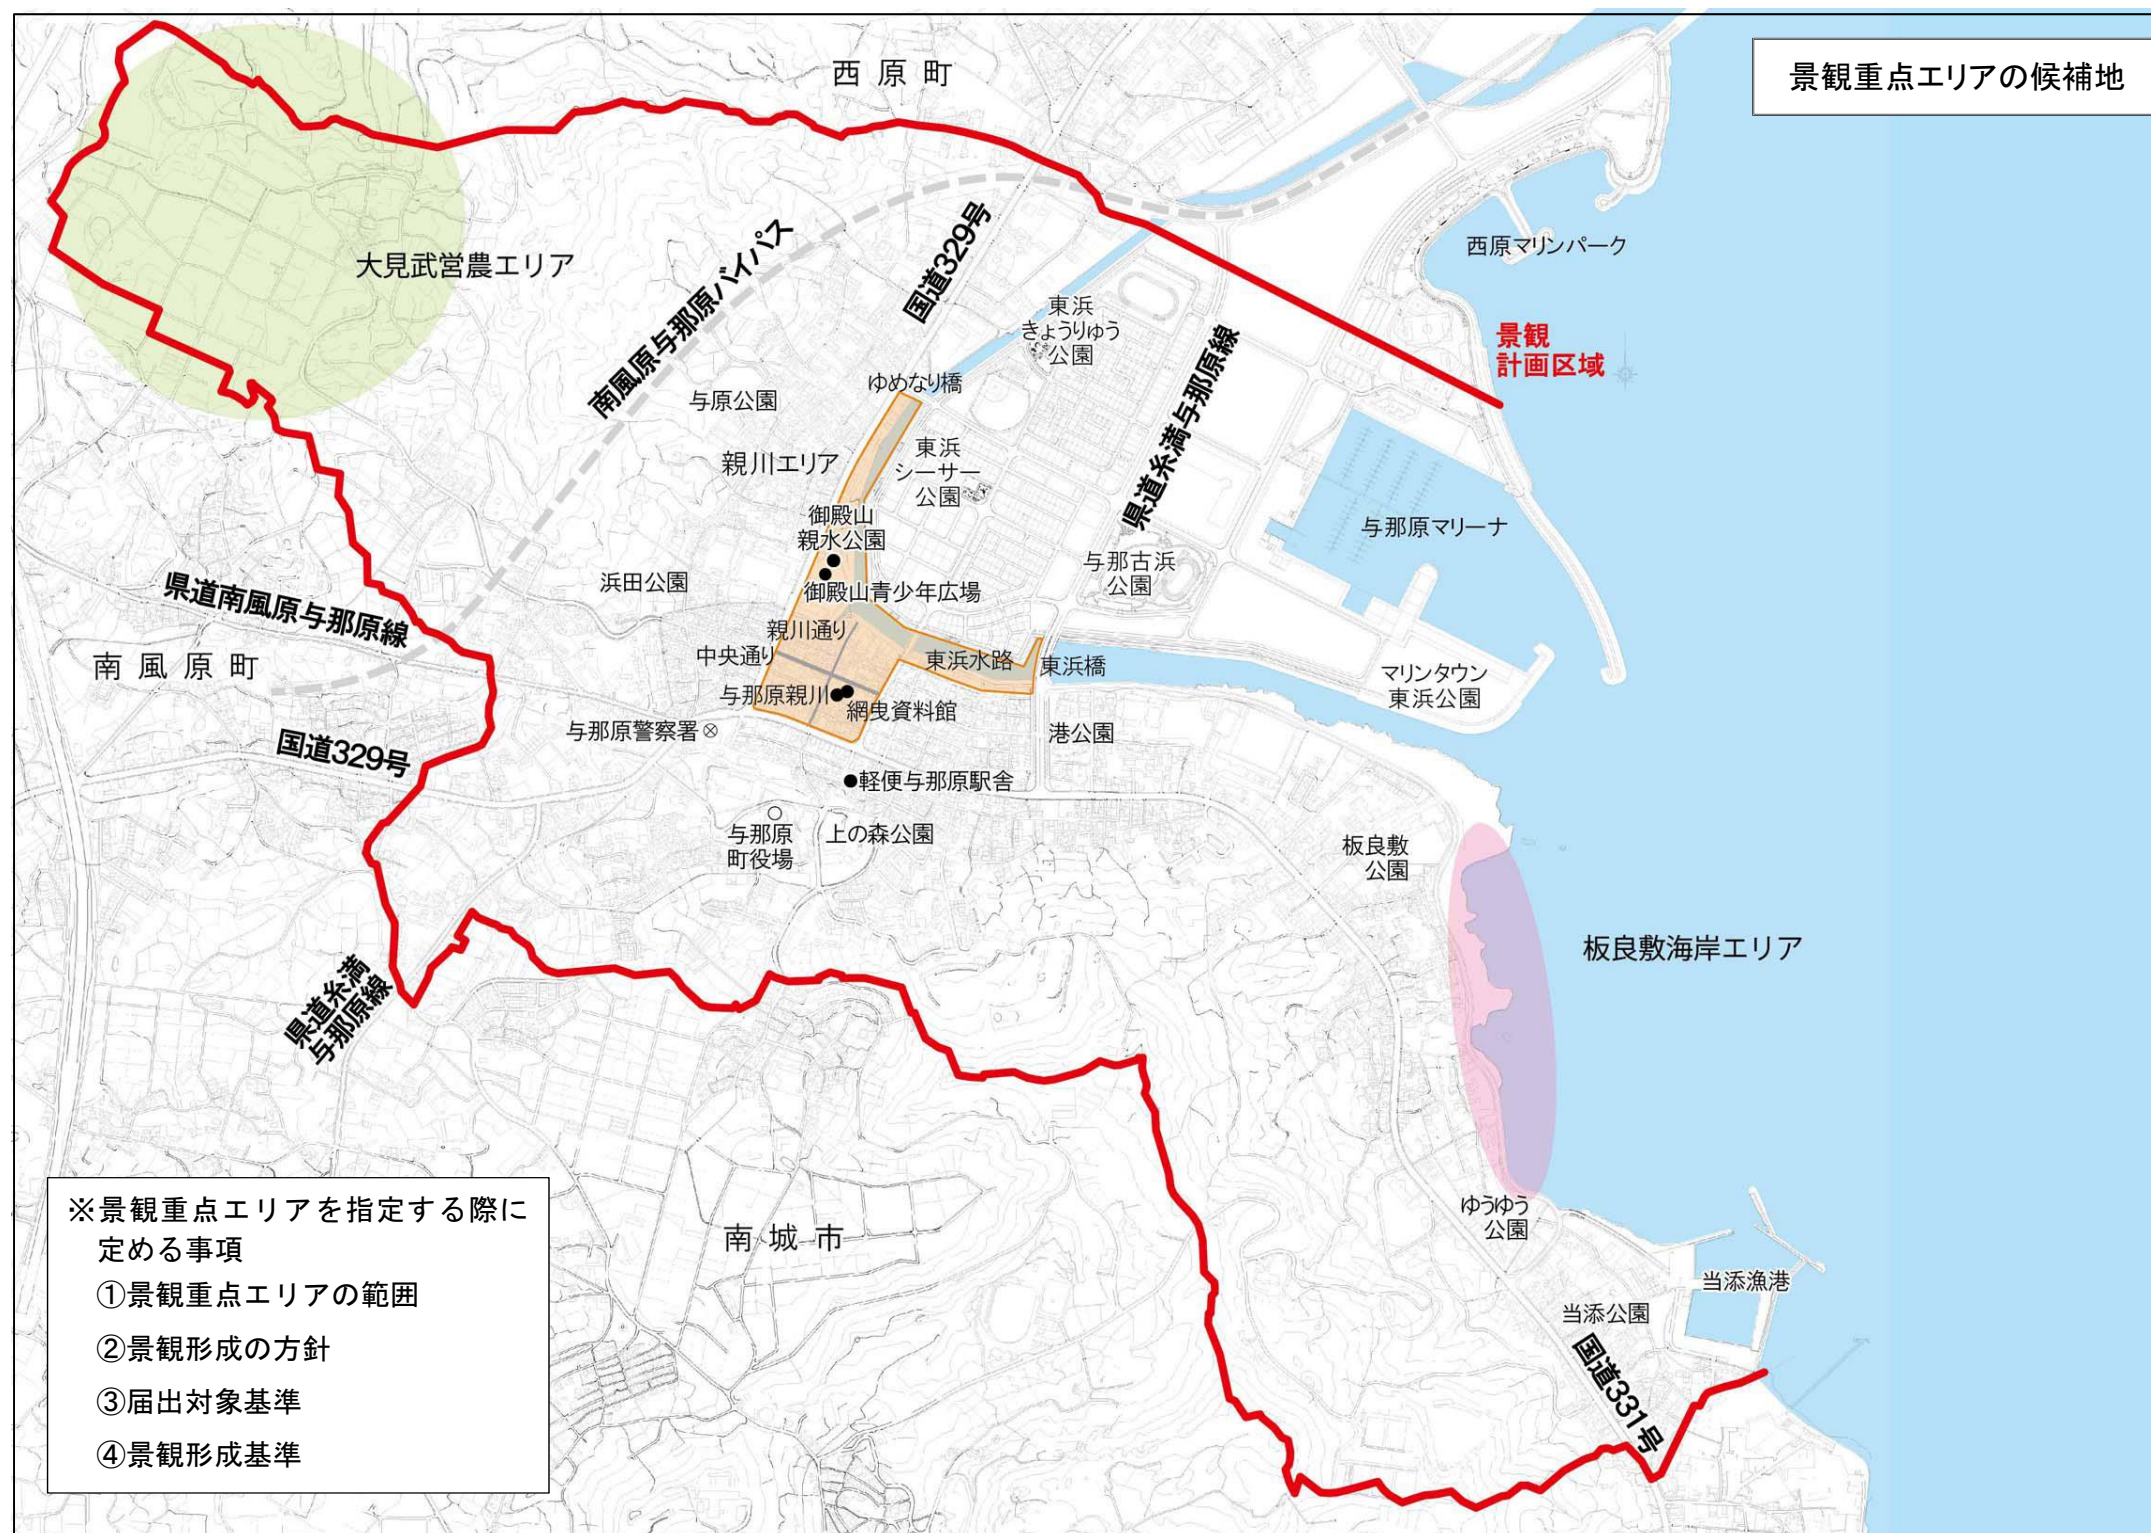 景観重点エリアの候補地
西原町
西原マリンパーク
大見武営農エリア
南風原与那原バイパス
国道329号
東浜
きょうりゅう
公園
県道糸満与那原線
景観
計画区域
ゆめなり橋
与原公園
親川エリア
東浜
シーサー
公園
御殿山
親水公園
与那原マリーナ
与那古浜
公園
浜田公園
御殿山青少年広場
県道南風原与那原線
親川通り
中央通り
東浜水路
東浜橋
南風原町
マリンタウン
東浜公園
与那原親川
網曳資料館
与那原警察署
港公園
国道329号
軽便与那原駅舎
与那原
町役場
上の森公園
板良敷
公園
板良敷海岸エリア
県道糸満
与那原線
ゆうゆう
公園
南城市
当添漁港
当添公園
国道331号
※景観重点エリアを指定する際に
定める事項
①景観重点エリアの範囲
②景観形成の方針
③届出対象基準
④景観形成基準